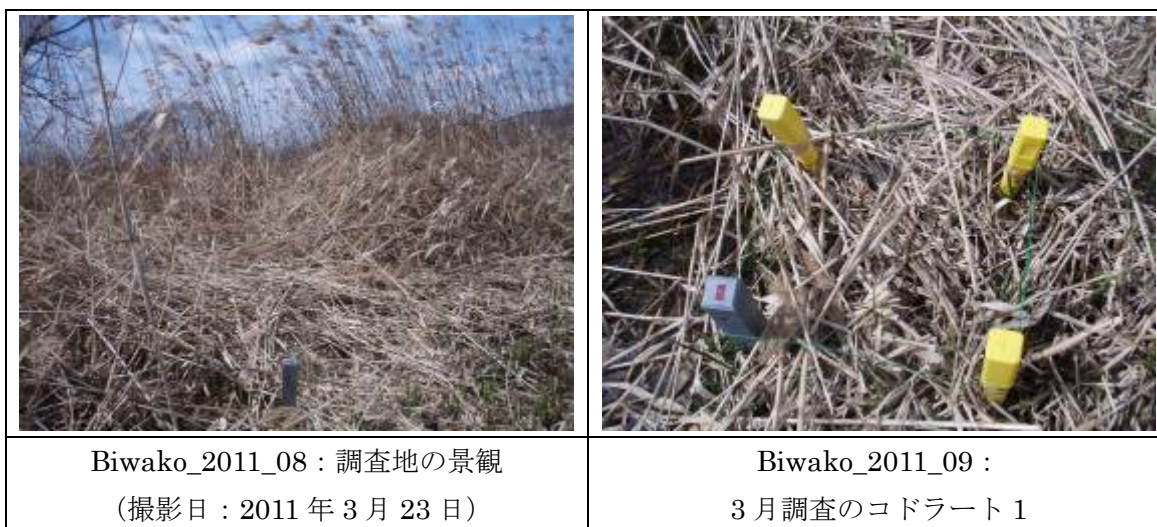 Biwako_2011_08：調査地の景観
（撮影日：2011 年 3 月 23 日）
Biwako_2011_09：
3 月調査のコドラート 1